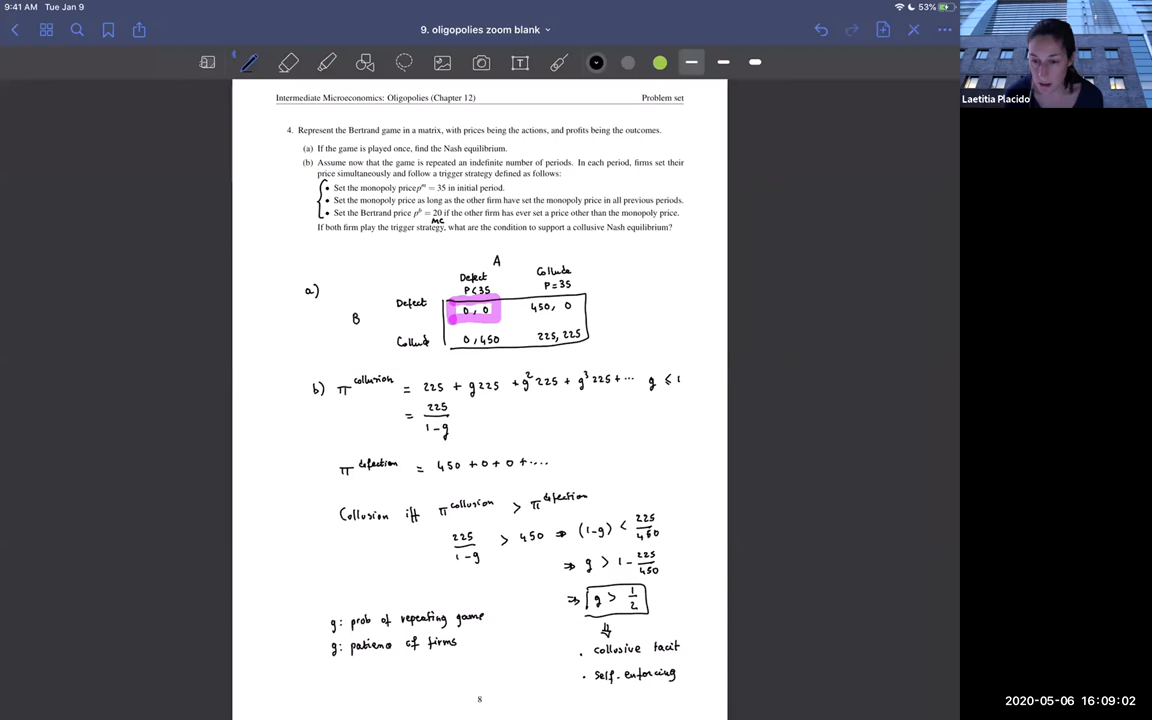 9:41 AM Tue Jan 9
53%
9. oligopolies zoom blank
Laetitia Placido
Intermediate Microeconomics: Oligopolies (Chapter 12) Problem set
4. Represent the Bertrand game in a matrix, with prices being the actions, and profits being the outcomes.
(a) If the game is played once, find the Nash equilibrium.
(b) Assume now that the game is repeated an indefinite number of periods. In each period, firms set their
price simultaneously and follow a trigger strategy defined as follows:
• Set the monopoly price pᵐ = 35 in initial period.
• Set the monopoly price as long as the other firm have set the monopoly price in all previous periods.
• Set the Bertrand price pᵇ = 20 if the other firm has ever set a price other than the monopoly price.
MC
If both firm play the trigger strategy, what are the condition to support a collusive Nash equilibrium?
A
Defect Collude
P < 35 P = 35
a)
Defect 0, 0 450, 0
B
Collude 0, 450 225, 225
b) π collusion = 225 + g 225 + g² 225 + g³ 225 + ... g ⩽ 1
= 225 / 1-g
π defection = 450 + 0 + 0 + ....
Collusion iff π collusion > π defection
225 / 1-g > 450 ⇒ (1-g) < 225/450
⇒ g > 1 - 225/450
⇒ g > 1/2
g: prob of repeating game
g: patience of firms
⇓
. collusive tacit
. self-enforcing
8
2020-05-06 16:09:02